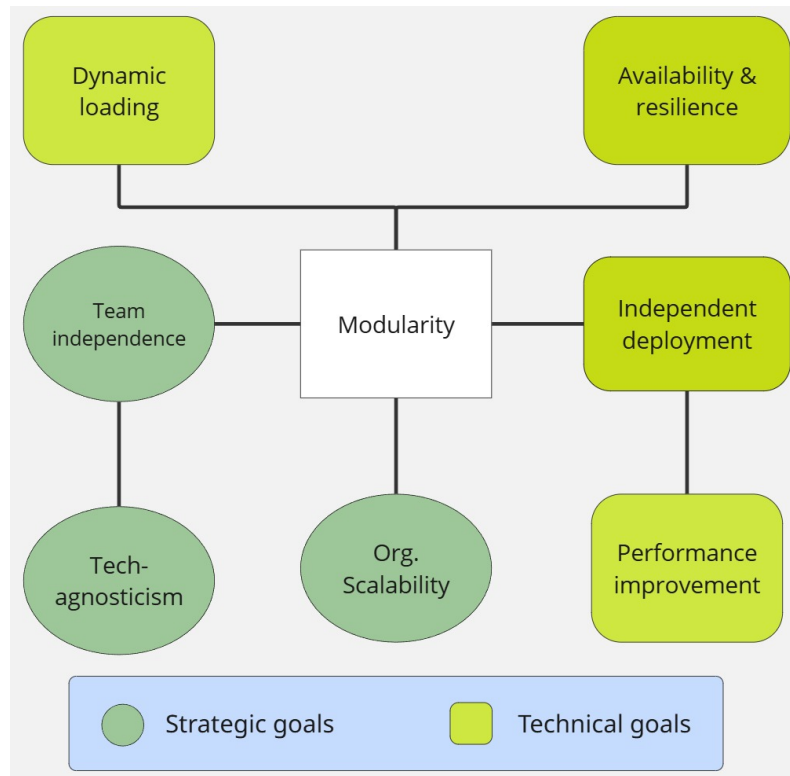 Dynamic
loading
Availability &
resilience
Team
independence
Modularity
Independent
deployment
Tech-
agnosticism
Org.
Scalability
Performance
improvement
Strategic goals
Technical goals